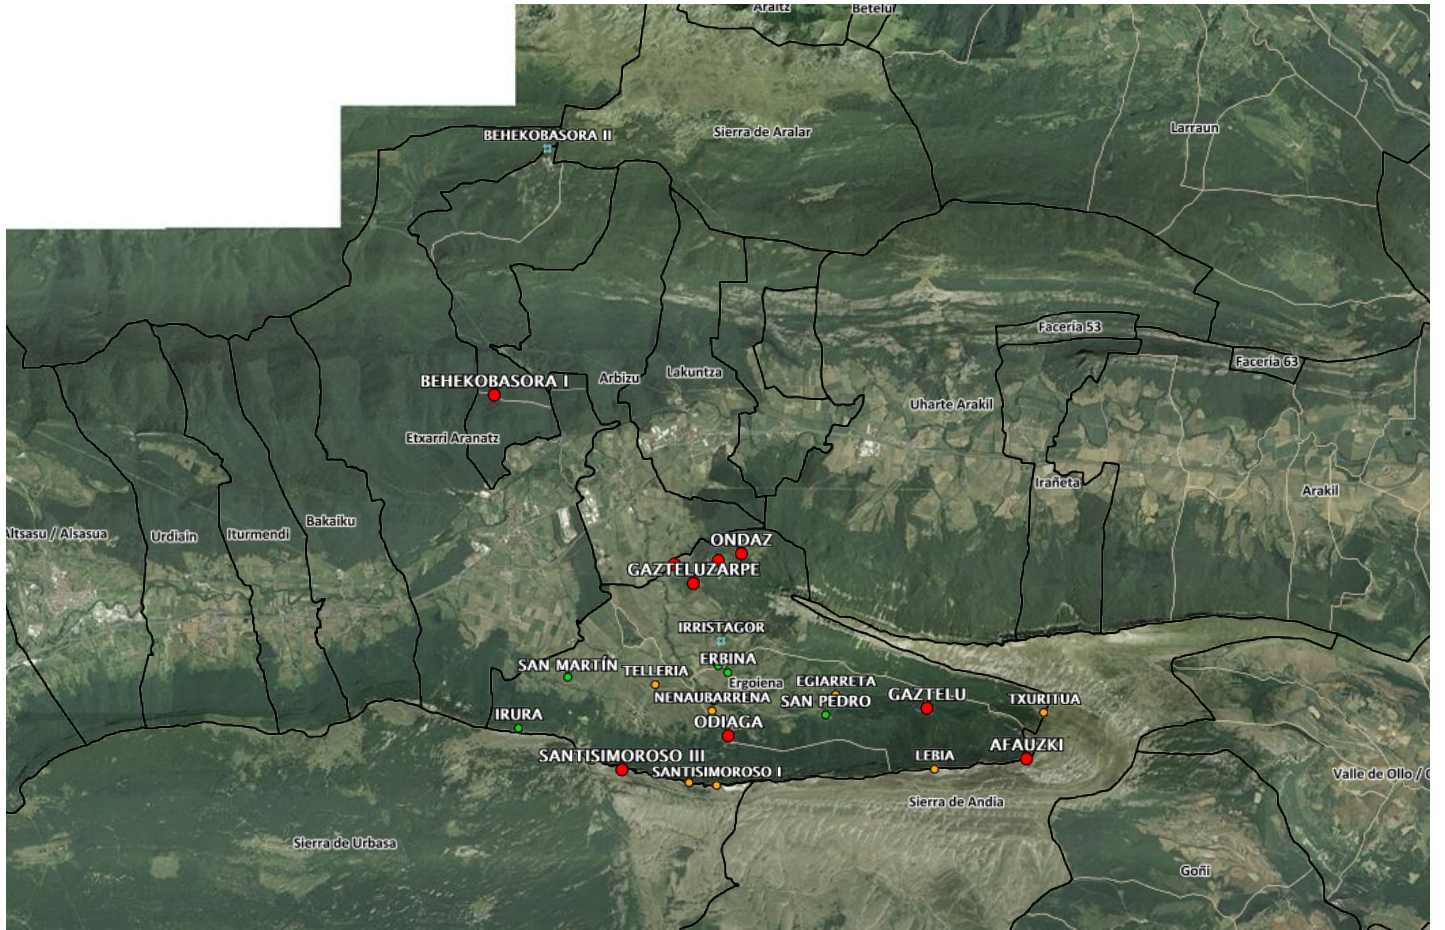 Araitz
Betelu
BEHEKOBASORA II
Sierra de Aralar
Larraun
Facería 53
Facería 63
BEHEKOBASORA I
Arbizu
Lakuntza
Uharte Arakil
Etxarri Aranatz
Irañeta
Arakil
Altsasu / Alsasua
Urdiain
Iturmendi
Bakaiku
ONDAZ
GAZTELUZARPE
IRRISTAGOR
SAN MARTÍN
TELLERIA
ERBINA
Ergoiena
EGIARRETA
NENAUBARRENA
SAN PEDRO
GAZTELU
TXURITUA
IRURA
ODIAGA
AFAUZKI
SANTISIMOROSO III
SANTISIMOROSO I
LEBIA
Valle de Ollo /
Sierra de Andia
Sierra de Urbasa
Goñi